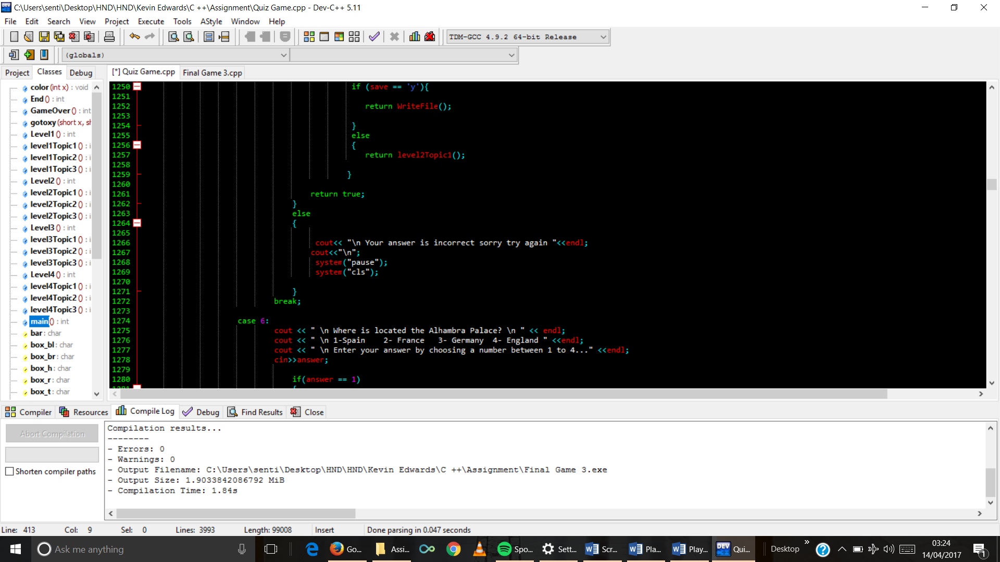 C:\Users\senti\Desktop\HND\HND\Kevin Edwards\C ++\Assignment\Quiz Game.cpp - Dev-C++ 5.11
File Edit Search View Project Execute Tools AStyle Window Help
TDM-GCC 4.9.2 64-bit Release
(globals)
Project Classes Debug
[*] Quiz Game.cpp Final Game 3.cpp
color (int x) : void
End () : int
GameOver () : int
gotoxy (short x, sh
Level1 () : int
level1Topic1 () : i
level1Topic2 () : i
level1Topic3 () : i
Level2 () : int
level2Topic1 () : i
level2Topic2 () : i
level2Topic3 () : i
Level3 () : int
level3Topic1 () : i
level3Topic2 () : i
level3Topic3 () : i
Level4 () : int
level4Topic1 () : i
level4Topic2 () : i
level4Topic3 () : i
main () : int
bar : char
box_bl : char
box_br : char
box_h : char
box_r : char
box_t : char
1250 if (save == 'y'){
1251
1252 return WriteFile();
1253
1254 }
1255 else
1256 {
1257 return level2Topic1();
1258
1259 }
1260
1261 return true;
1262 }
1263 else
1264 {
1265
1266 cout<< "\n Your answer is incorrect sorry try again "<<endl;
1267 cout<<"\n";
1268 system("pause");
1269 system("cls");
1270
1271 }
1272 break;
1273
1274 case 6:
1275 cout << " \n Where is located the Alhambra Palace? \n " << endl;
1276 cout << " \n 1-Spain 2- France 3- Germany 4- England " <<endl;
1277 cout << " \n Enter your answer by choosing a number between 1 to 4..." <<endl;
1278 cin>>answer;
1279
1280 if(answer == 1)
1281 {
Compiler Resources Compile Log Debug Find Results Close
Abort Compilation
Shorten compiler paths
Compilation results...
--------
- Errors: 0
- Warnings: 0
- Output Filename: C:\Users\senti\Desktop\HND\HND\Kevin Edwards\C ++\Assignment\Final Game 3.exe
- Output Size: 1.9033842086792 MiB
- Compilation Time: 1.84s
Line: 413 Col: 9 Sel: 0 Lines: 3993 Length: 99008 Insert Done parsing in 0.047 seconds
Ask me anything
Go...
Assi...
Spo...
Sett...
Scr...
Pla...
Play...
DEV Qui...
Desktop
03:24
14/04/2017
1